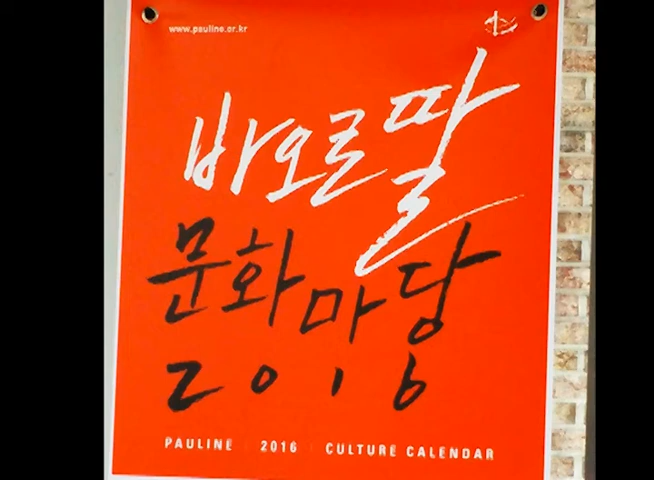 www.pauline.or.kr
바오로딸
문화마당
2016
PAULINE 2016 CULTURE CALENDAR